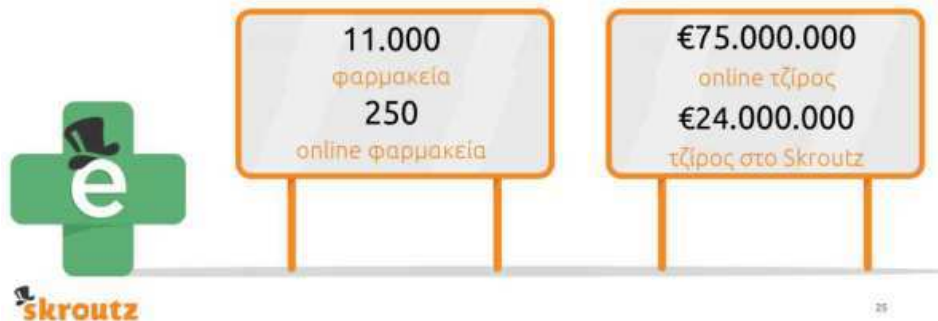 11.000
φαρμακεία
250
online φαρμακεία
€75.000.000
online τζίρος
€24.000.000
τζίρος στο Skroutz
e
skroutz
25